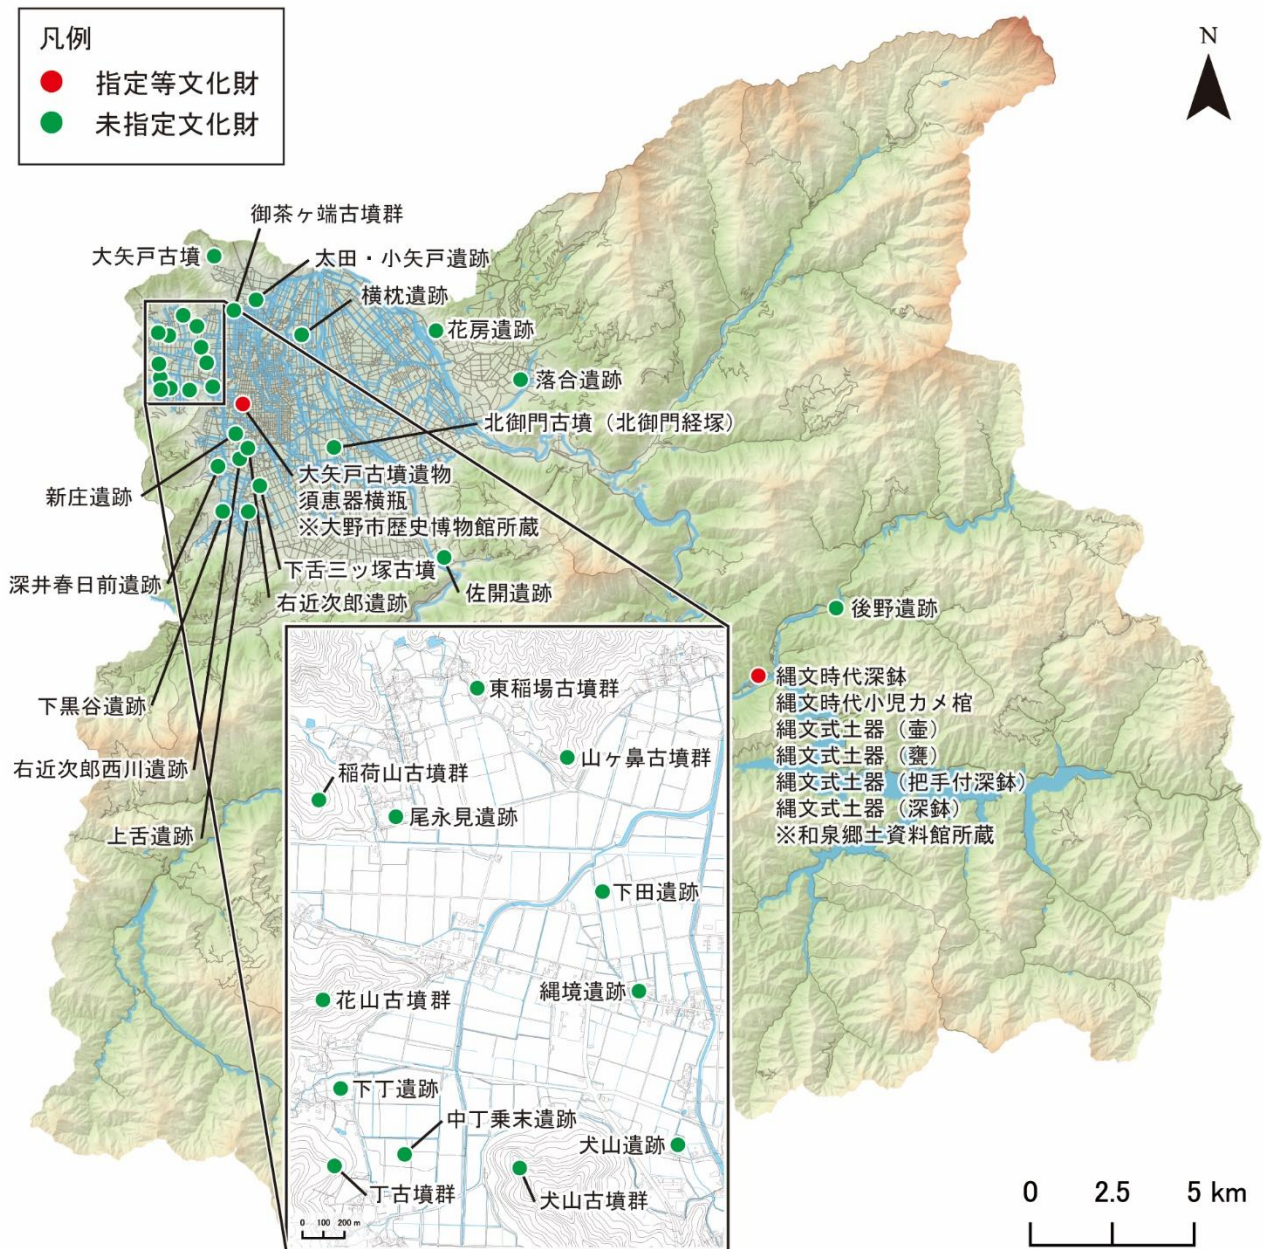 凡例
指定等文化財
未指定文化財
N
御茶ヶ端古墳群
大矢戸古墳
太田・小矢戸遺跡
横枕遺跡
花房遺跡
落合遺跡
北御門古墳（北御門経塚）
大矢戸古墳遺物
須恵器横瓶
※大野市歴史博物館所蔵
新庄遺跡
下舌三ッ塚古墳
深井春日前遺跡
右近次郎遺跡
佐開遺跡
後野遺跡
下黒谷遺跡
右近次郎西川遺跡
上舌遺跡
縄文時代深鉢
縄文時代小児カメ棺
縄文式土器（壷）
縄文式土器（甕）
縄文式土器（把手付深鉢）
縄文式土器（深鉢）
※和泉郷土資料館所蔵
東稲場古墳群
山ヶ鼻古墳群
稲荷山古墳群
尾永見遺跡
下田遺跡
縄境遺跡
花山古墳群
下丁遺跡
中丁乗末遺跡
犬山遺跡
丁古墳群
犬山古墳群
0 100 200 m
0 2.5 5 km